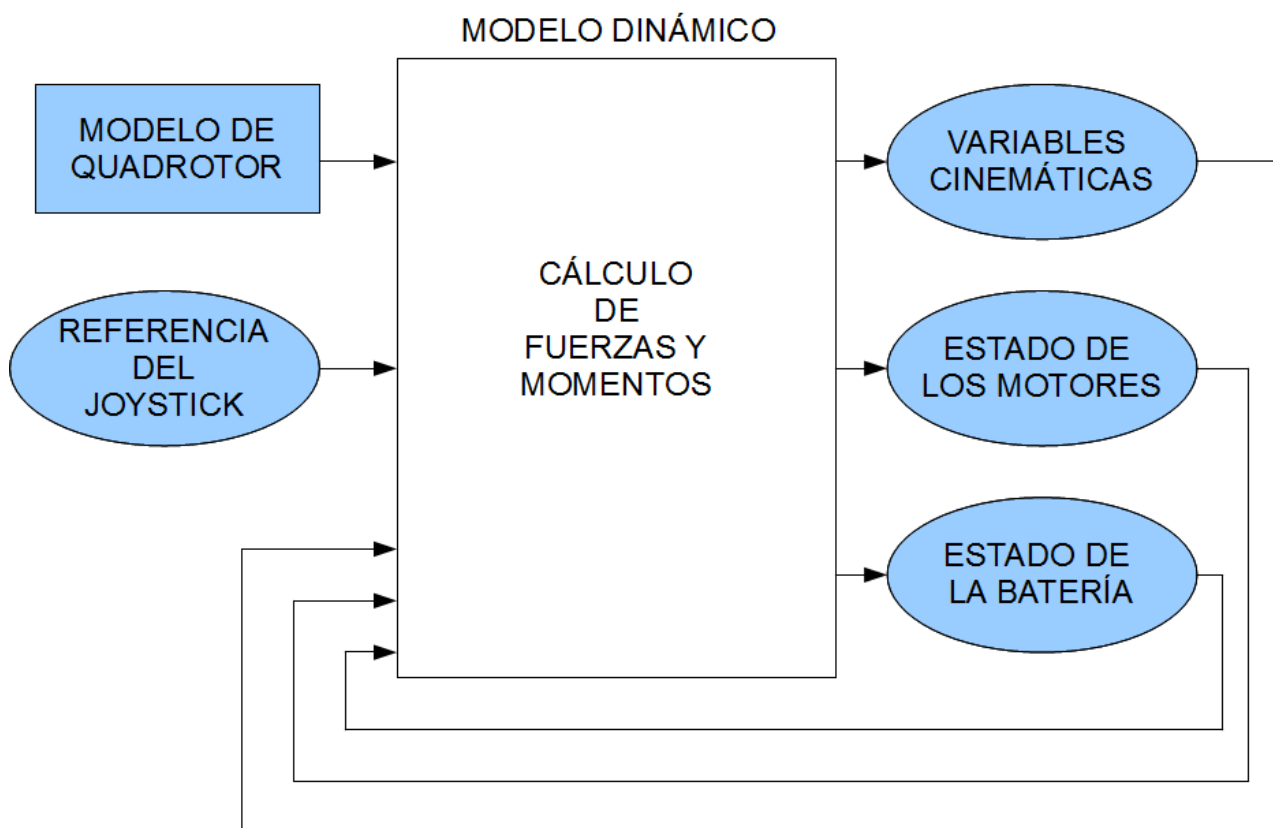 MODELO DINÁMICO
MODELO DE
QUADROTOR
REFERENCIA
DEL
JOYSTICK
CÁLCULO
DE
FUERZAS Y
MOMENTOS
VARIABLES
CINEMÁTICAS
ESTADO DE
LOS MOTORES
ESTADO DE
LA BATERÍA